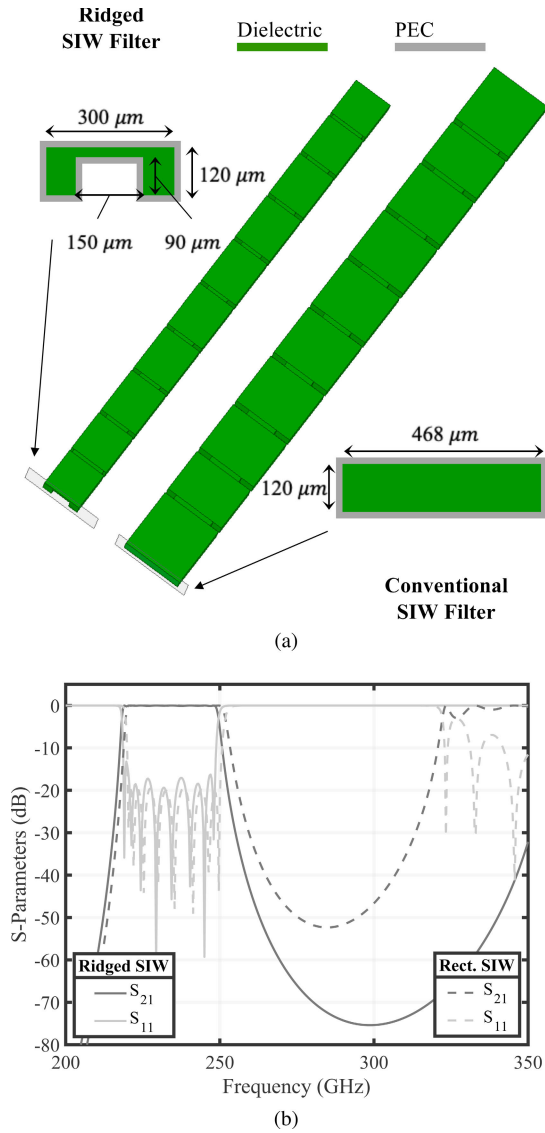 Ridged
SIW Filter
Dielectric
PEC
300 μm
120 μm
150 μm
90 μm
468 μm
120 μm
Conventional
SIW Filter
(a)
S-Parameters (dB)
0
-10
-20
-30
-40
-50
-60
-70
-80
Ridged SIW
S21
S11
Rect. SIW
S21
S11
200
250
300
350
Frequency (GHz)
(b)